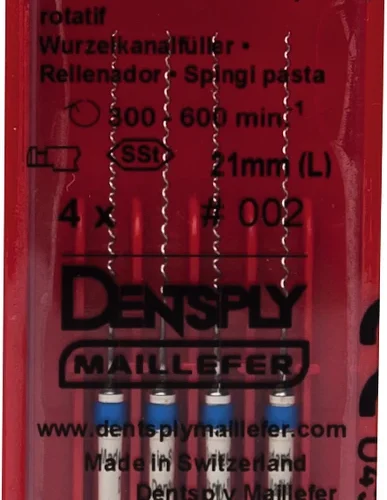 rotatif
Wurzelkanalfüller •
Rellenador • Spingi pasta
300 - 600 min-1
SSt
21mm (L)
4 x # 002
DENTSPLY
MAILLEFER
www.dentsplymaillefer.com
Made in Switzerland
Dentsply Maillefer